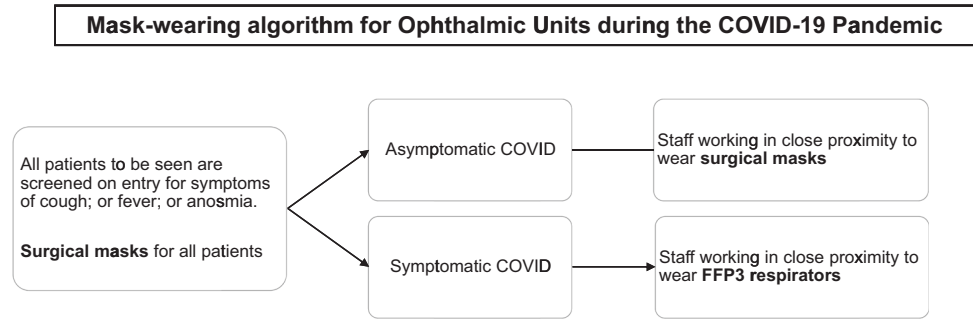 Mask-wearing algorithm for Ophthalmic Units during the COVID-19 Pandemic
All patients to be seen are
screened on entry for symptoms
of cough; or fever; or anosmia.
Surgical masks for all patients
Asymptomatic COVID
Staff working in close proximity to
wear surgical masks
Symptomatic COVID
Staff working in close proximity to
wear FFP3 respirators